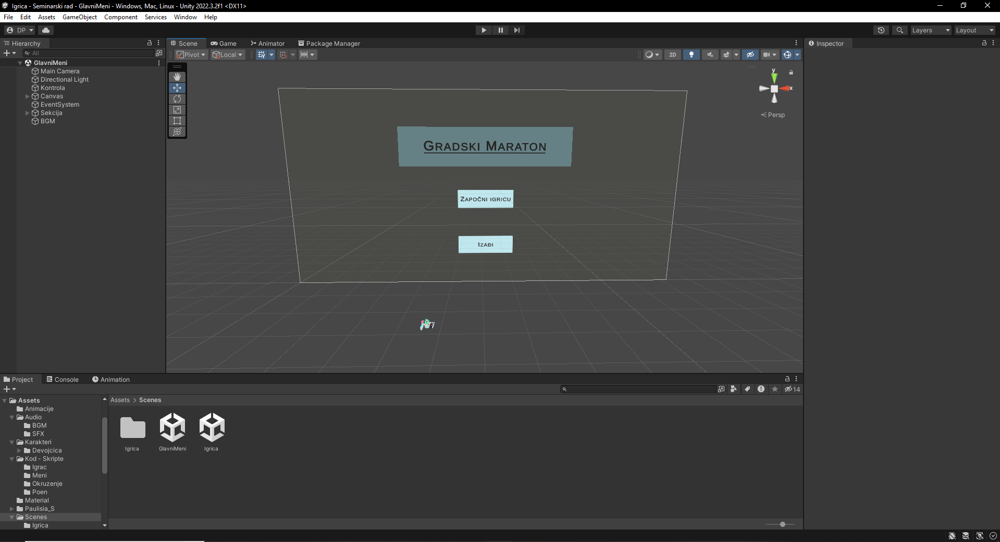 Igrica - Seminarski rad - GlavniMeni - Windows, Mac, Linux - Unity 2022.3.2f1 <DX11>
File Edit Assets GameObject Component Services Window Help
DP Layers Layout
Hierarchy
All
GlavniMeni
Main Camera
Directional Light
Kontrola
Canvas
EventSystem
Sekcija
BGM
Scene Game Animator Package Manager
Pivot Local 2D
y
x
Persp
Gradski Maraton
Započni igricu
Izađi
Inspector
Project Console Animation
14
Assets
Animacije
Audio
BGM
SFX
Karakteri
Devojcica
Kod - Skripte
Igrac
Meni
Okruzenje
Poen
Material
Paulisia_S
Scenes
Igrica
Assets > Scenes
Igrica GlavniMeni Igrica